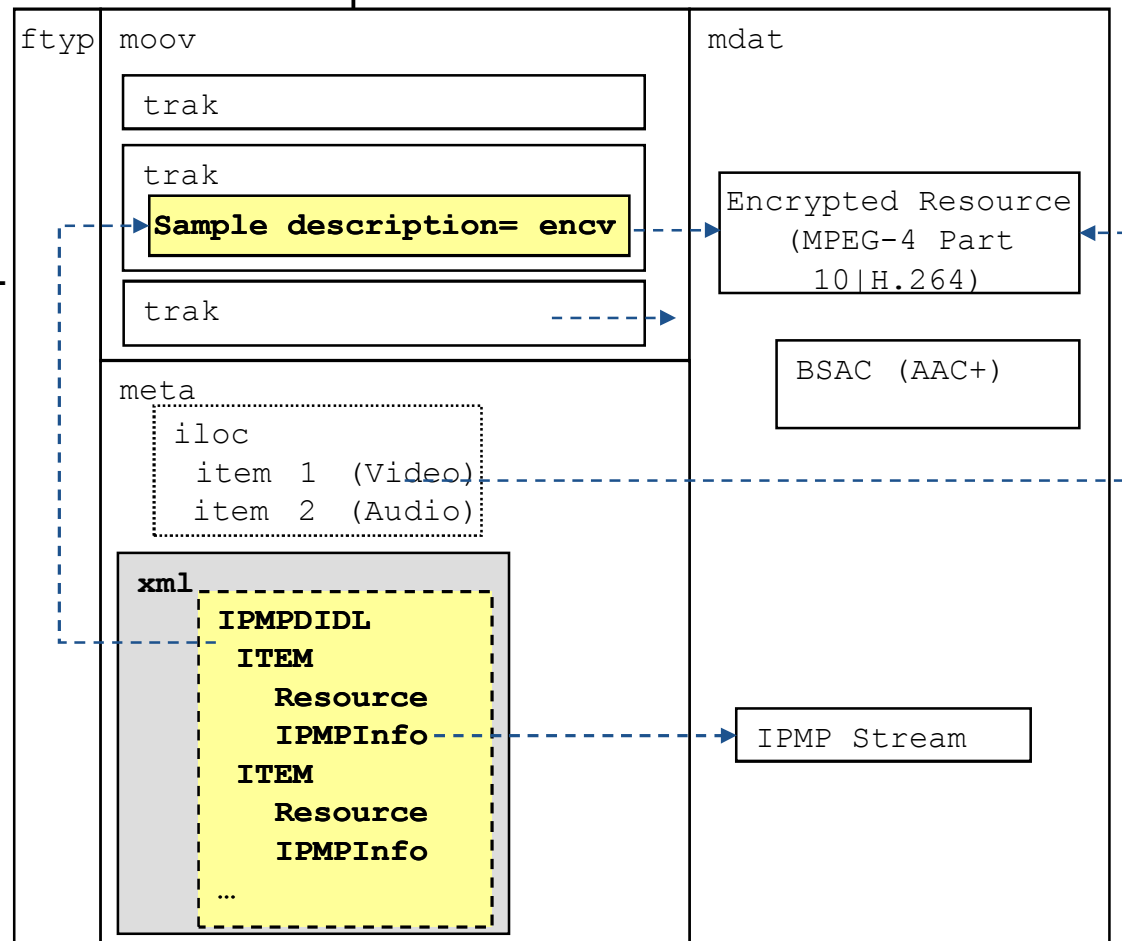 ftyp
moov
trak
trak
Sample description= encv
trak
meta
iloc
item 1 (Video)
item 2 (Audio)
xml
IPMPDIDL
ITEM
Resource
IPMPInfo
ITEM
Resource
IPMPInfo
…
mdat
Encrypted Resource
(MPEG-4 Part
10|H.264)
BSAC (AAC+)
IPMP Stream